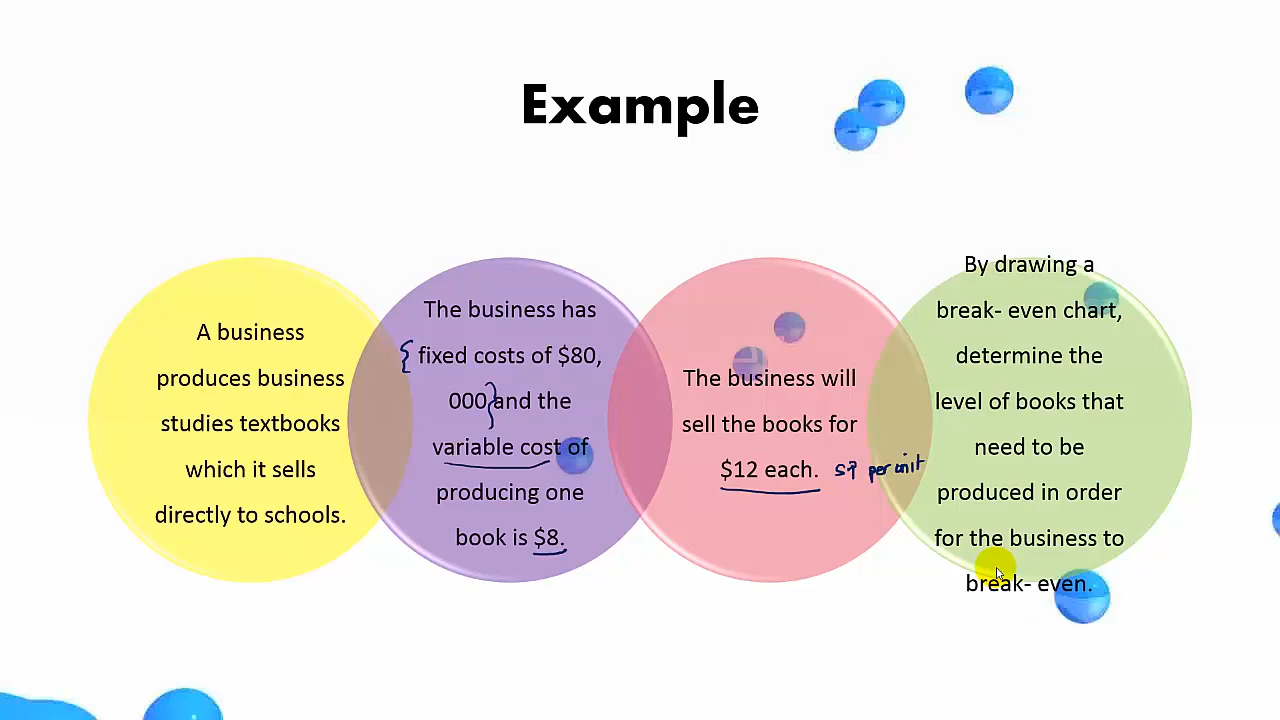 Example
A business
produces business
studies textbooks
which it sells
directly to schools.
The business has
fixed costs of $80,
000 and the
variable cost of
producing one
book is $8.
The business will
sell the books for
$12 each. SP per unit
By drawing a
break- even chart,
determine the
level of books that
need to be
produced in order
for the business to
break- even.